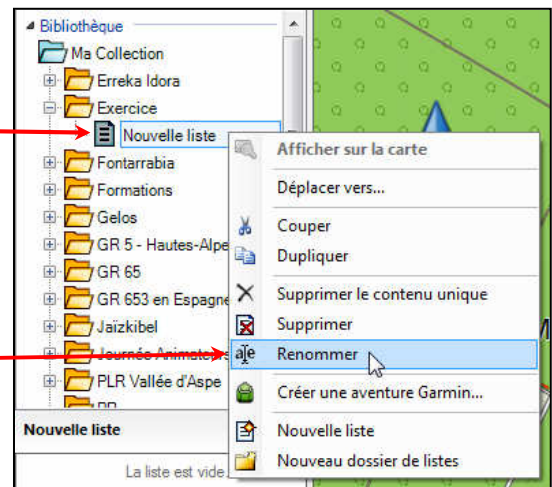 Bibliothèque
Ma Collection
Erreka Idora
Exercice
Nouvelle liste
Fontarrabia
Formations
Gelos
GR 5 - Hautes-Alpe
GR 65
GR 653 en Espagne
Jaïzkibel
Journée Animateurs
PLR Vallée d'Aspe
Nouvelle liste
La liste est vide.
Afficher sur la carte
Déplacer vers...
Couper
Dupliquer
Supprimer le contenu unique
Supprimer
Renommer
Créer une aventure Garmin...
Nouvelle liste
Nouveau dossier de listes